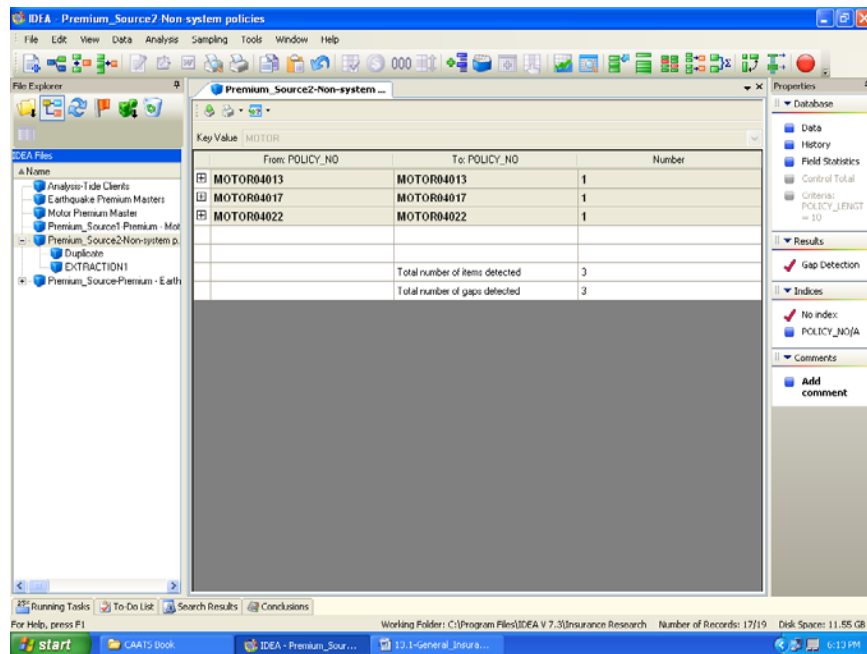 IDEA - Premium_Source2-Non-system policies
File Edit View Data Analysis Sampling Tools Window Help
000
File Explorer
Premium_Source2-Non-system ...
Properties
Database
Data
History
Field Statistics
Control Total
Criteria:
POLICY_LENGT
= 10
Key Value MOTOR
IDEA Files
Name
Analysis-Tide Clients
Earthquake Premium Masters
Motor Premium Master
Premium_Source1-Premium - Mot
Premium_Source2-Non-system p.
Duplicate
EXTRACTION1
Premium_Source-Premium - Earth
From: POLICY_NO To: POLICY_NO Number
MOTOR04013 MOTOR04013 1
MOTOR04017 MOTOR04017 1
MOTOR04022 MOTOR04022 1
Total number of items detected 3
Total number of gaps detected 3
Results
Gap Detection
Indices
No index
POLICY_NO/A
Comments
Add
comment
Running Tasks To-Do List Search Results Conclusions
For Help, press F1 Working Folder: C:\Program Files\IDEA V 7.3\Insurance Research Number of Records: 17/19 Disk Space: 11.55 GB
start CAATS Book IDEA - Premium_Sour... 13.1-General_Insura... 6:13 PM